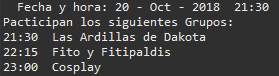 Fecha y hora: 20 - Oct - 2018  21:30
Pacticipan los siguientes Grupos:
21:30  Las Ardillas de Dakota
22:15  Fito y Fitipaldis
23:00  Cosplay